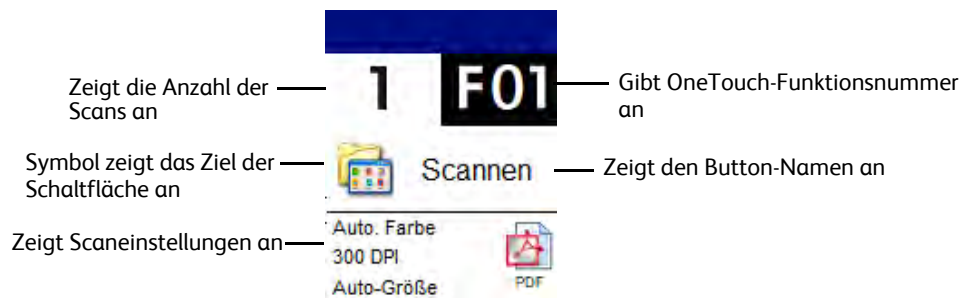 1 F01
Zeigt die Anzahl der
Scans an
Gibt OneTouch-Funktionsnummer
an
Symbol zeigt das Ziel der
Schaltfläche an
Scannen
Zeigt den Button-Namen an
Zeigt Scaneinstellungen an
Auto. Farbe
300 DPI
Auto-Größe
PDF